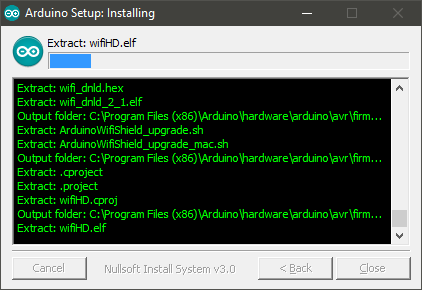 Arduino Setup: Installing
Extract: wifiHD.elf
Extract: wifi_dnld.hex
Extract: wifi_dnld_2_1.elf
Output folder: C:\Program Files (x86)\Arduino\hardware\arduino\avr\firm...
Extract: ArduinoWifiShield_upgrade.sh
Extract: ArduinoWifiShield_upgrade_mac.sh
Output folder: C:\Program Files (x86)\Arduino\hardware\arduino\avr\firm...
Extract: .cproject
Extract: .project
Extract: wifiHD.cproj
Output folder: C:\Program Files (x86)\Arduino\hardware\arduino\avr\firm...
Extract: wifiHD.elf
Cancel
Nullsoft Install System v3.0
< Back
Close